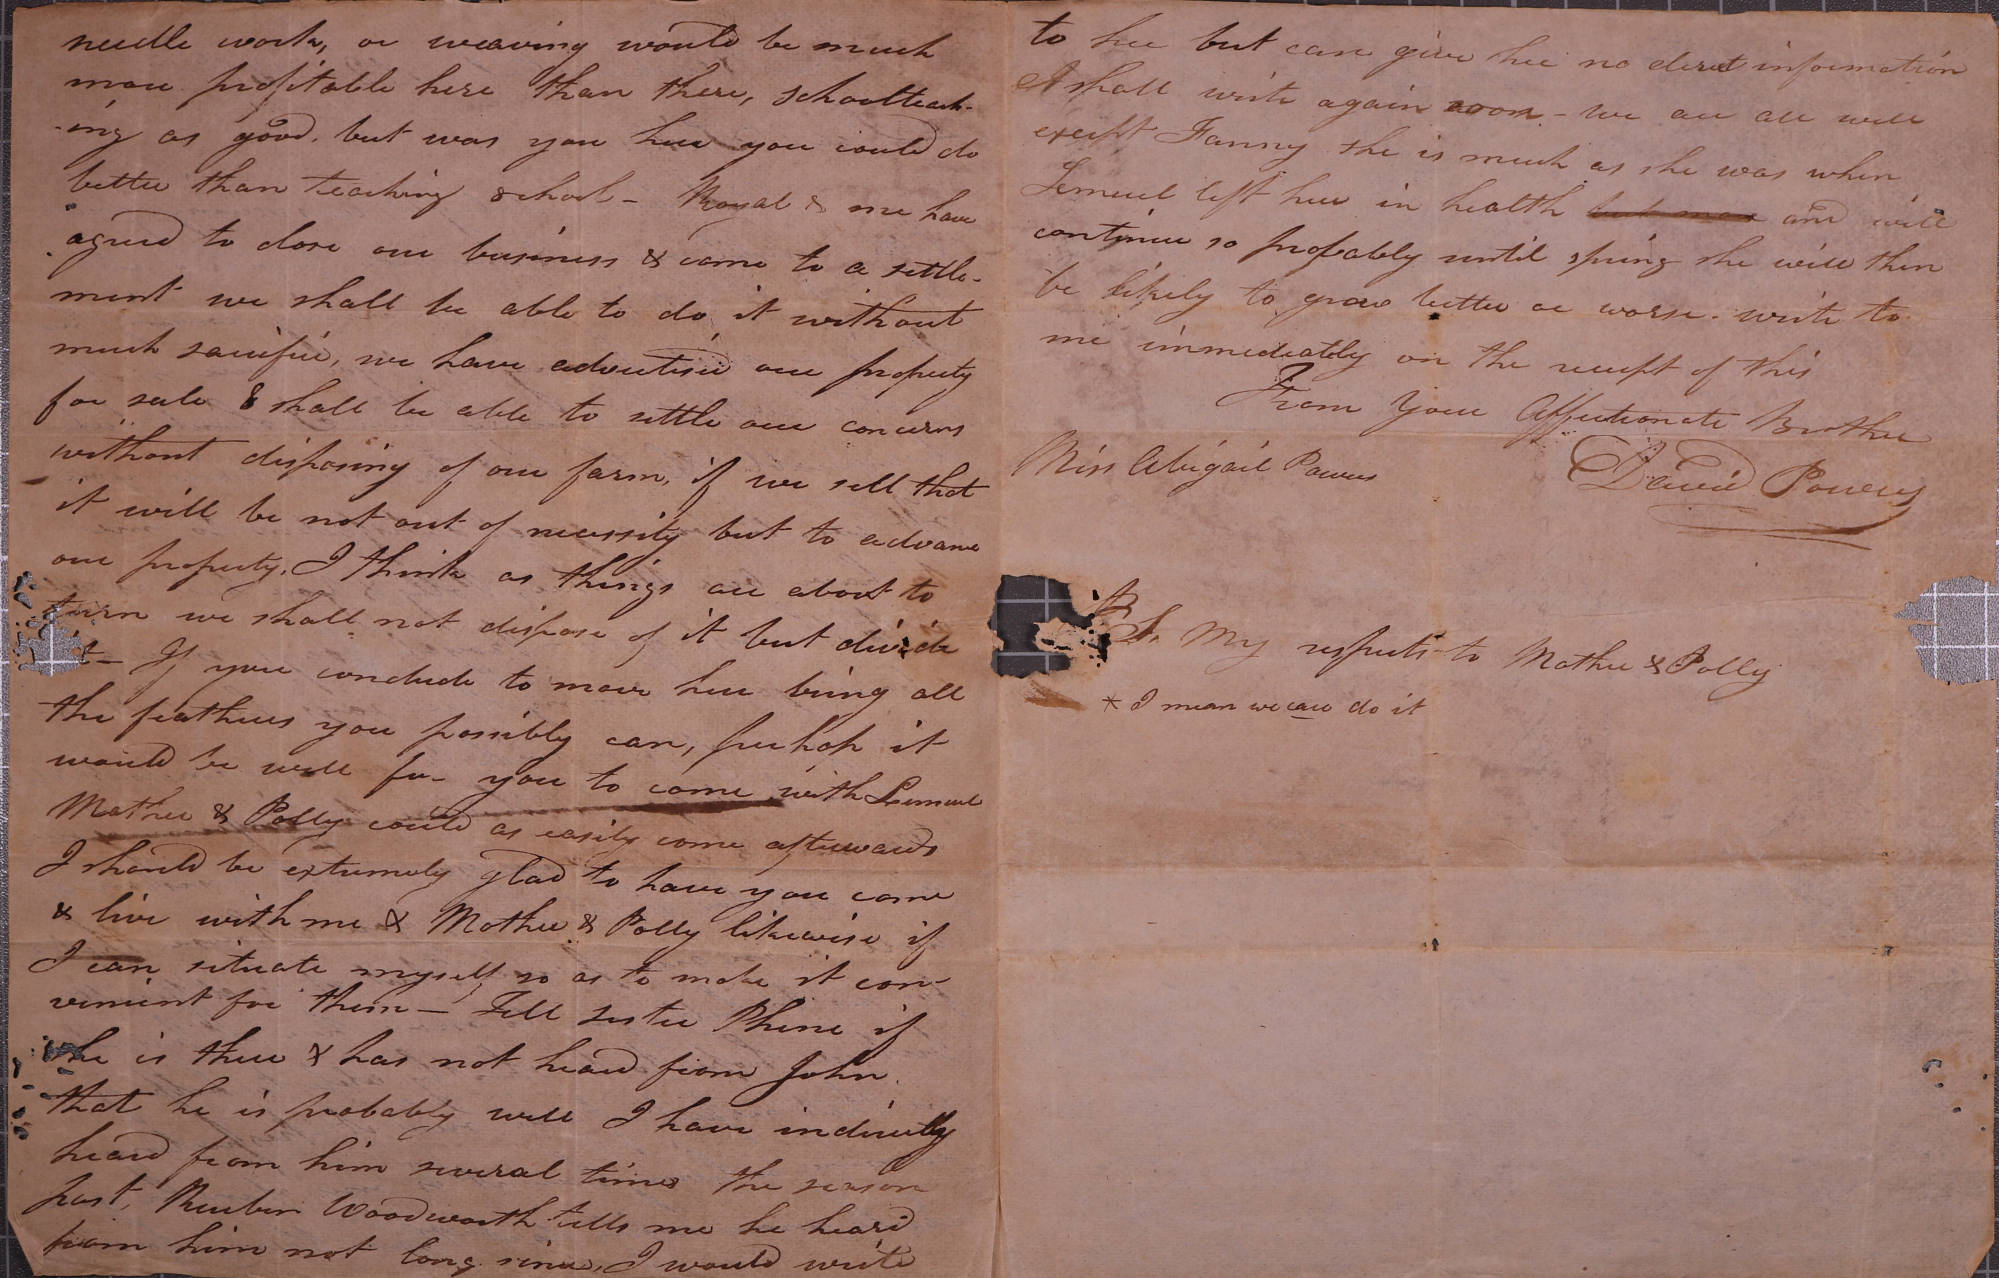 needle work, or weaving would be much
more profitable here than there, schoolteach-
-ing as good. but was you here you could do
better than teaching school - Royal & me have
agreed to close our business & come to a settle-
ment we shall be able to do it without
much sacrifice, we have advertised our property
for sale & shall be able to settle our concerns
without disposing of our farm, if we sell that
it will be not out of necessity but to advance
our property. I think as things are about to
turn we shall not dispose of it but divide
it - If you conclude to move here bring all
the feathers you possibly can, perhaps it
would be well for you to come with Lemuel
Mother & Polly could as easily come afterwards
I should be extremely glad to have you come
& live with me & Mother & Polly likewise if
I can situate myself so as to make it con-
venient for them - Tell sister Phine if
she is there & has not heard from John.
that he is probably well I have indirectly
heard from him several times the season
past, Reuben Woodworth tells me he heard
from him not long since, I would write
to her but can give her no direct information
I shall write again soon - we are all well
except Fanny she is much as she was when
Lemuel left here in health but more and will
continue so probably until spring she will then
be likely to grow better or worse. write to
me immediately on the receipt of this
From Your Affectionate Brother
Miss Abigail Powers David Powers
P.S. My respects to Mother & Polly
* I mean we can do it